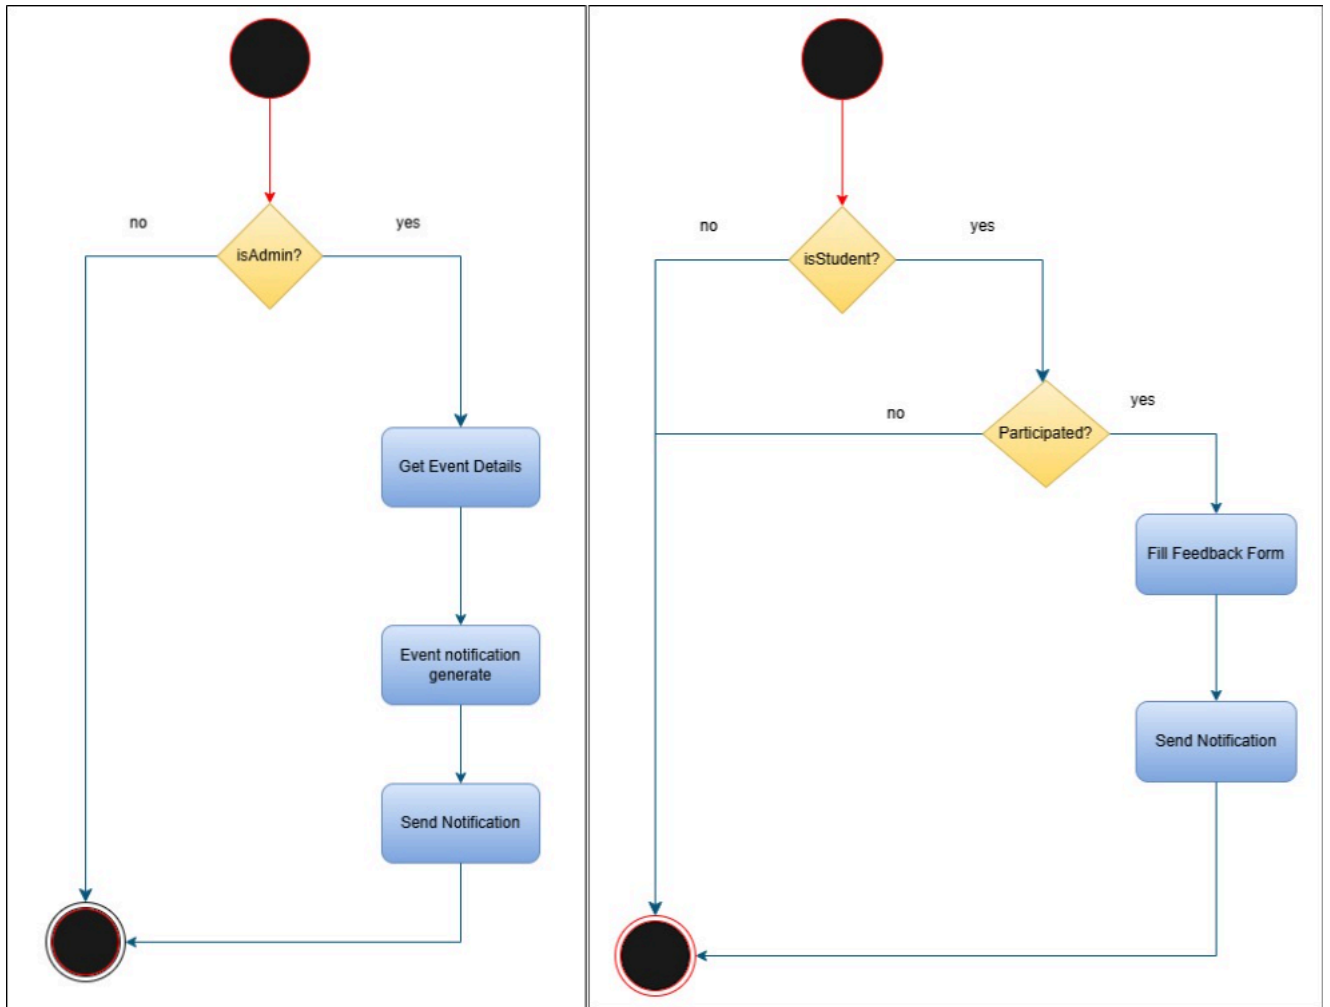 no
yes
isAdmin?
Get Event Details
Event notification
generate
Send Notification
no
yes
isStudent?
no
yes
Participated?
Fill Feedback Form
Send Notification